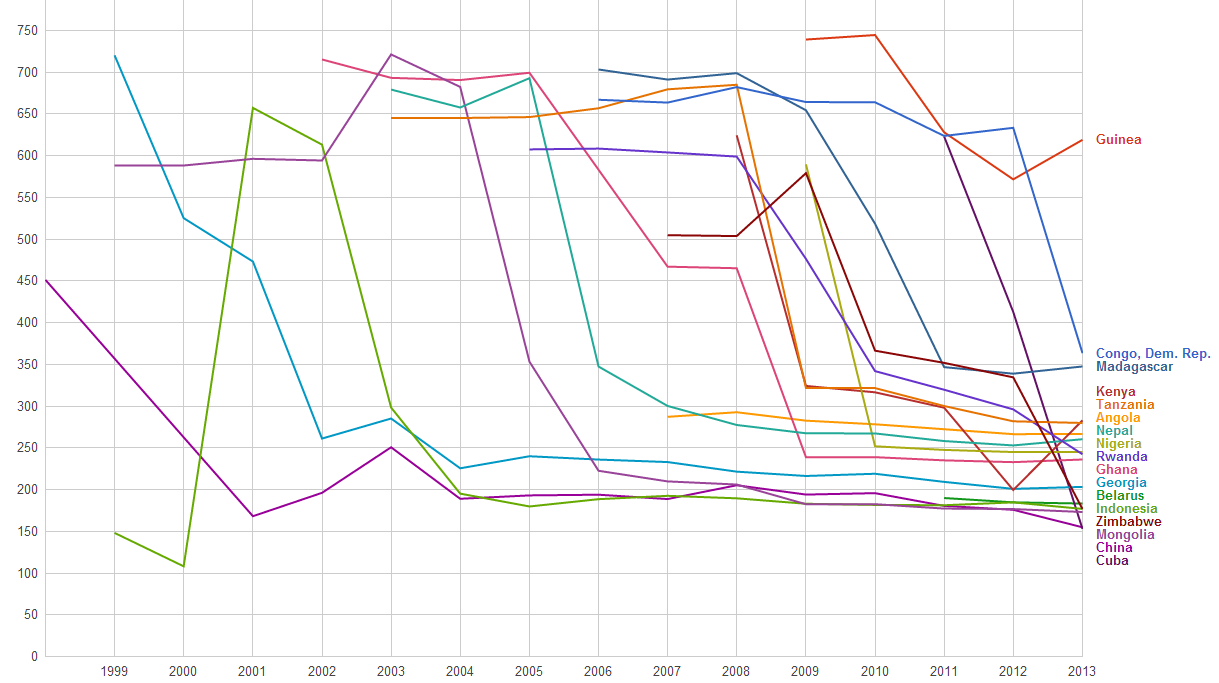 750
700
650
600
550
500
450
400
350
300
250
200
150
100
50
0
Guinea
Congo, Dem. Rep.
Madagascar
Kenya
Tanzania
Angola
Nepal
Nigeria
Rwanda
Ghana
Georgia
Belarus
Indonesia
Zimbabwe
Mongolia
China
Cuba
1999 2000 2001 2002 2003 2004 2005 2006 2007 2008 2009 2010 2011 2012 2013